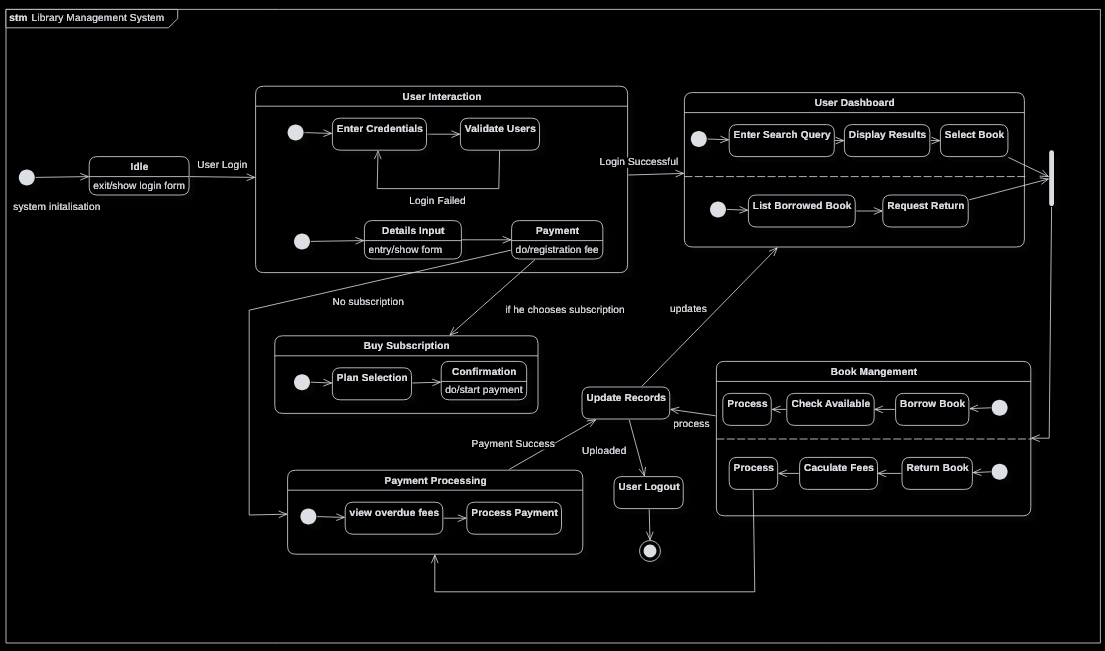 stm Library Management System
User Interaction
Enter Credentials
Validate Users
Login Failed
Details Input
entry/show form
Payment
do/registration fee
Idle
exit/show login form
User Login
system initalisation
Login Successful
User Dashboard
Enter Search Query
Display Results
Select Book
List Borrowed Book
Request Return
No subscription
if he chooses subscription
updates
Buy Subscription
Plan Selection
Confirmation
do/start payment
Update Records
process
Book Mangement
Process
Check Available
Borrow Book
Process
Caculate Fees
Return Book
Payment Success
Uploaded
User Logout
Payment Processing
view overdue fees
Process Payment